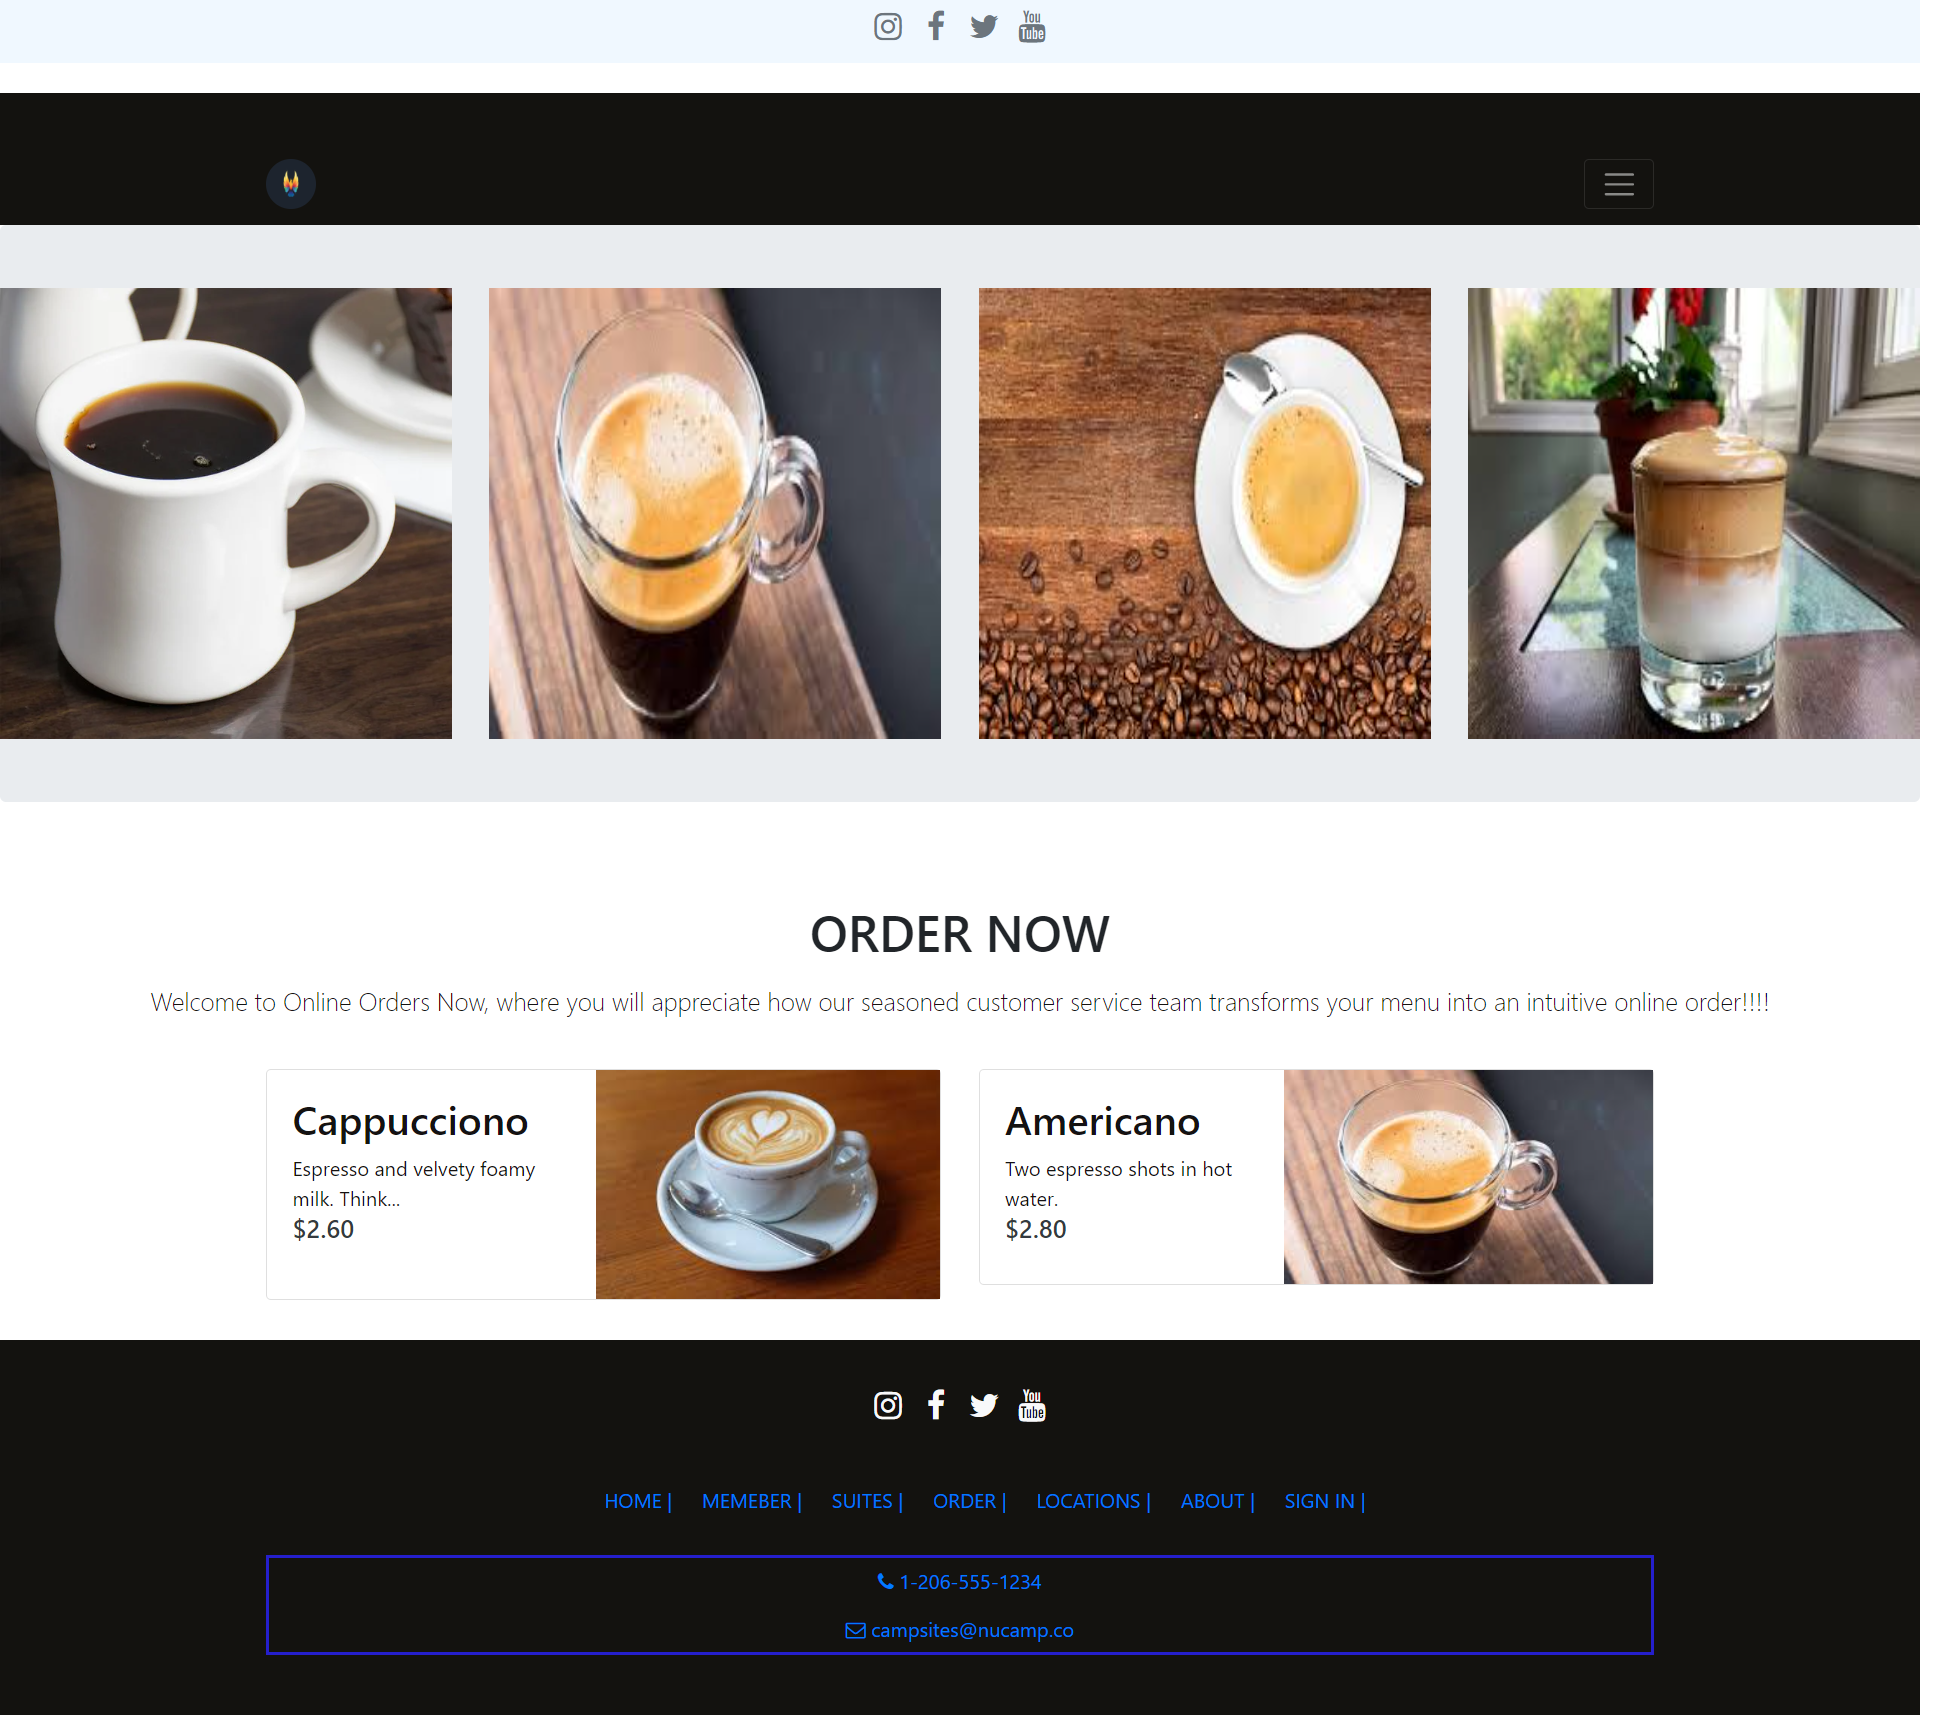 You
Tube
ORDER NOW
Welcome to Online Orders Now, where you will appreciate how our seasoned customer service team transforms your menu into an intuitive online order!!!!
Cappucciono
Espresso and velvety foamy
milk. Think...
$2.60
Americano
Two espresso shots in hot
water.
$2.80
You
Tube
HOME | MEMEBER | SUITES | ORDER | LOCATIONS | ABOUT | SIGN IN |
1-206-555-1234
campsites@nucamp.co